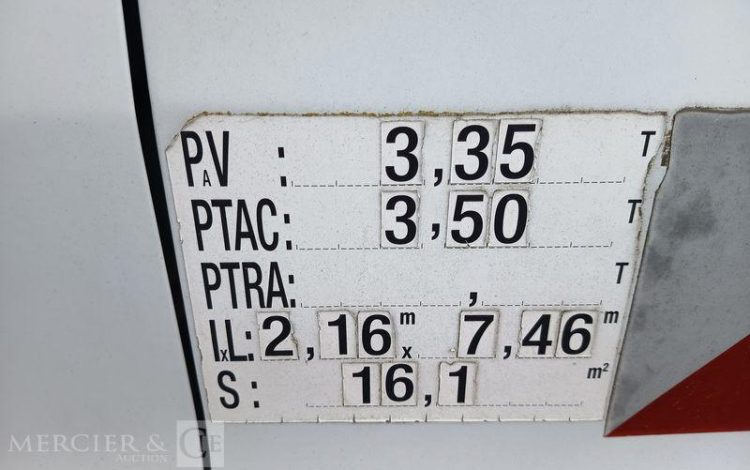 PAV : 3,35 T
PTAC: 3,50 T
PTRA: , T
IxL: 2,16 m x 7,46 m
S : 16,1 m²
MERCIER & Cie
AUCTION